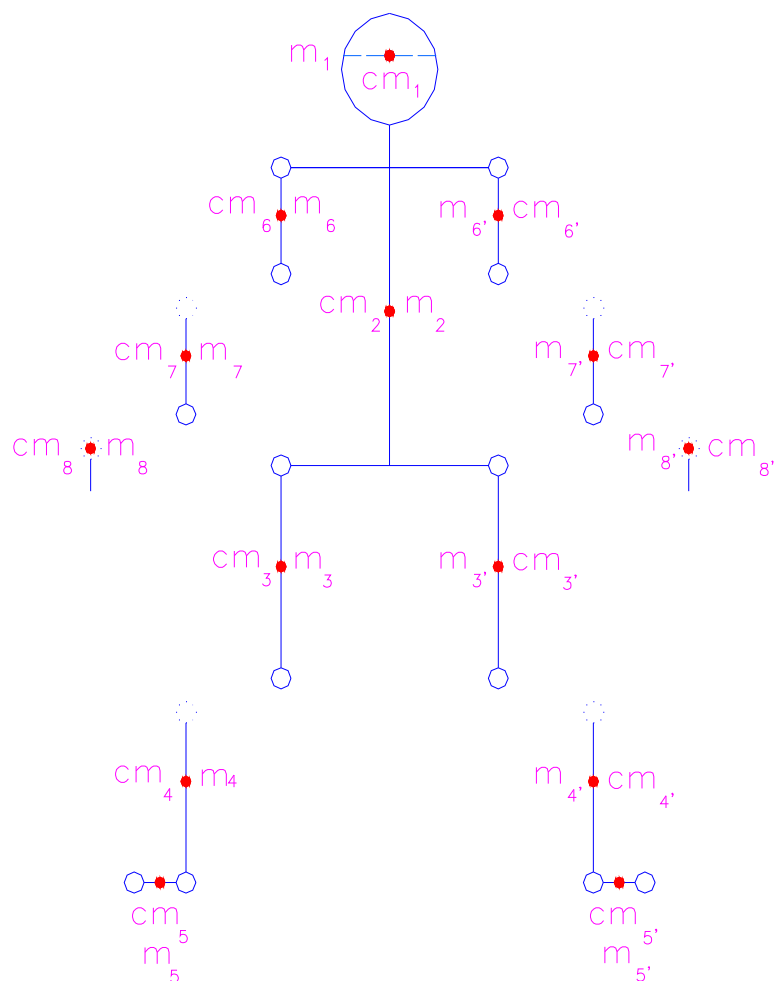 m₁
cm₁
cm₆ m₆ m₆' cm₆'
cm₂ m₂
cm₇ m₇ m₇' cm₇'
cm₈ m₈ m₈' cm₈'
cm₃ m₃ m₃' cm₃'
cm₄ m4 m₄' cm₄'
cm₅ cm₅'
m₅ m₅'